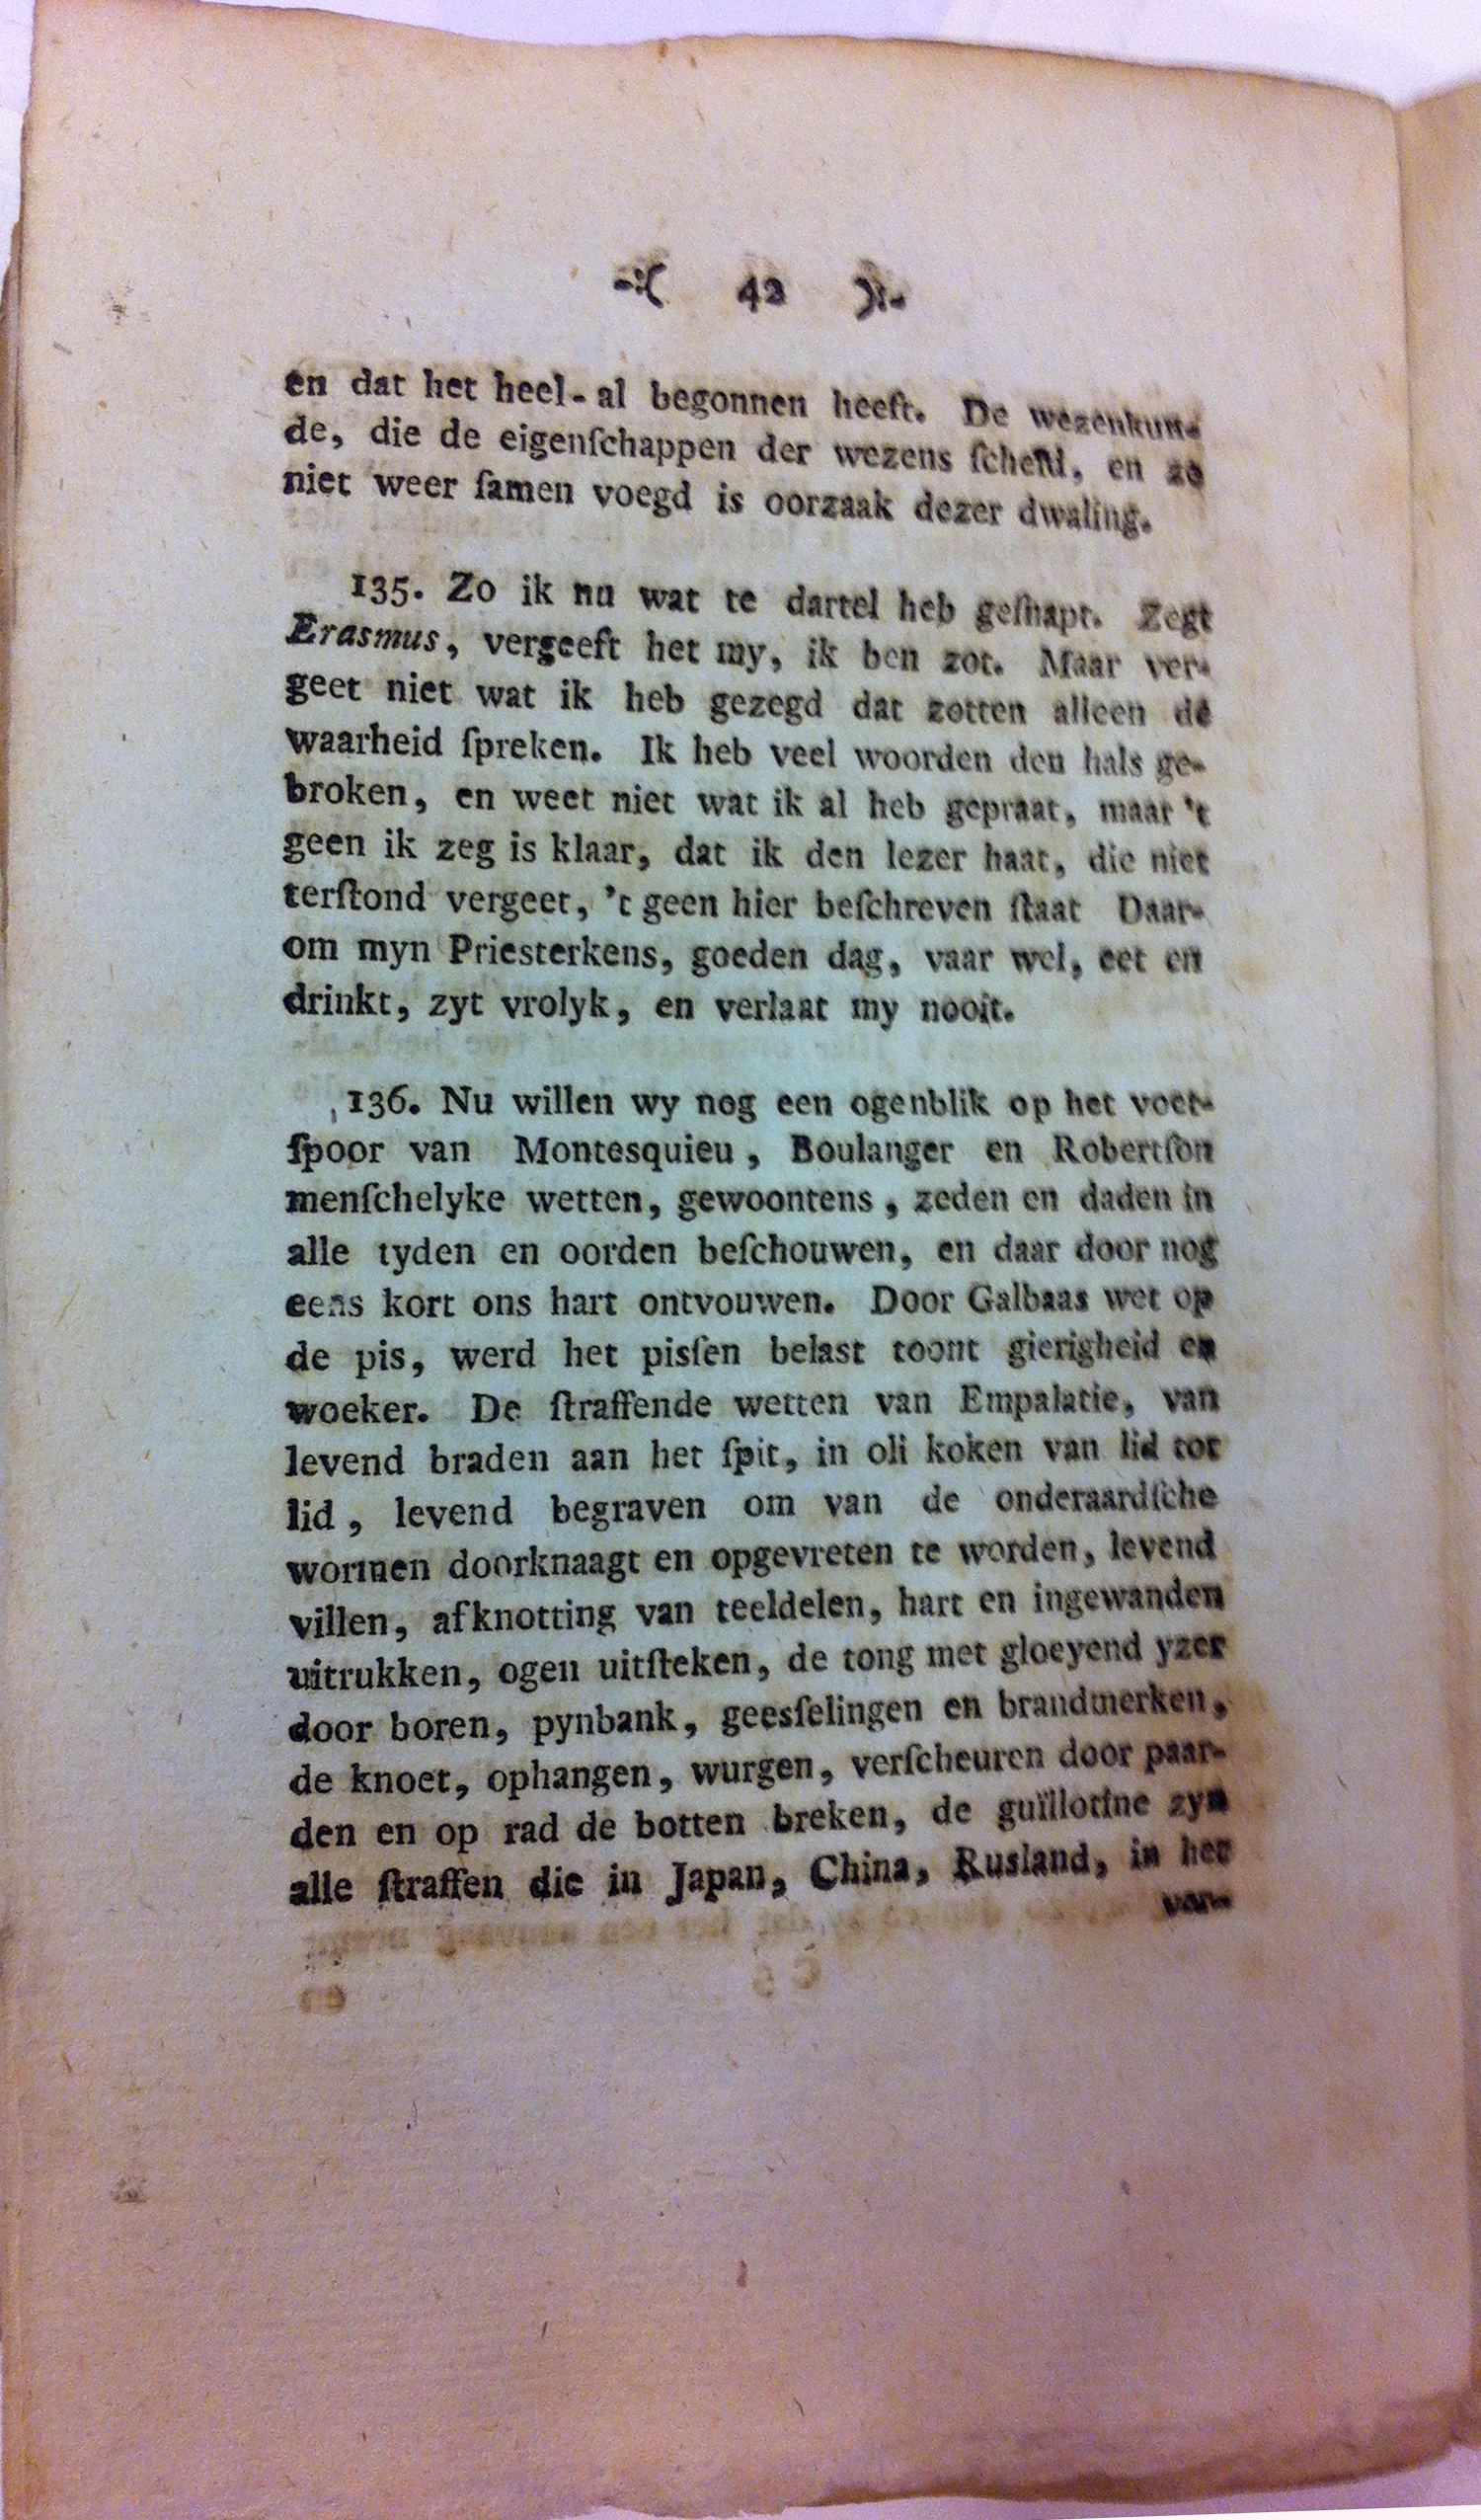 -:( 42 ):-
en dat het heel-al begonnen heeft. De wezenkun-
de, die de eigenſchappen der wezens ſcheid, en ze
niet weer ſamen voegd is oorzaak dezer dwaling.
135. Zo ik nu wat te dartel heb geſnapt. Zegt
Erasmus, vergeeft het my, ik ben zot. Maar ver-
geet niet wat ik heb gezegd dat zotten alleen de
waarheid ſpreken. Ik heb veel woorden den hals ge-
broken, en weet niet wat ik al heb gepraat, maar 't
geen ik zeg is klaar, dat ik den lezer haat, die niet
terſtond vergeet, 't geen hier beſchreven ſtaat Daar-
om myn Priesterkens, goeden dag, vaar wel, eet en
drinkt, zyt vrolyk, en verlaat my nooit.
136. Nu willen wy nog een ogenblik op het voet-
ſpoor van Montesquieu, Boulanger en Robertſon
menſchelyke wetten, gewoontens, zeden en daden in
alle tyden en oorden beſchouwen, en daar door nog
eens kort ons hart ontvouwen. Door Galbaas wet op
de pis, werd het pisſen belast toont gierigheid en
woeker. De ſtraffende wetten van Empalatie, van
levend braden aan het ſpit, in oli koken van lid tot
lid, levend begraven om van de onderaardſche
wormen doorknaagt en opgevreten te worden, levend
villen, afknotting van teeldelen, hart en ingewanden
uitrukken, ogen uitſteken, de tong met gloeyend yzer
door boren, pynbank, geesſelingen en brandmerken,
de knoet, ophangen, wurgen, verſcheuren door paar-
den en op rad de botten breken, de guïllotine zyn
alle ſtraffen die in Japan, China, Rusland, in het